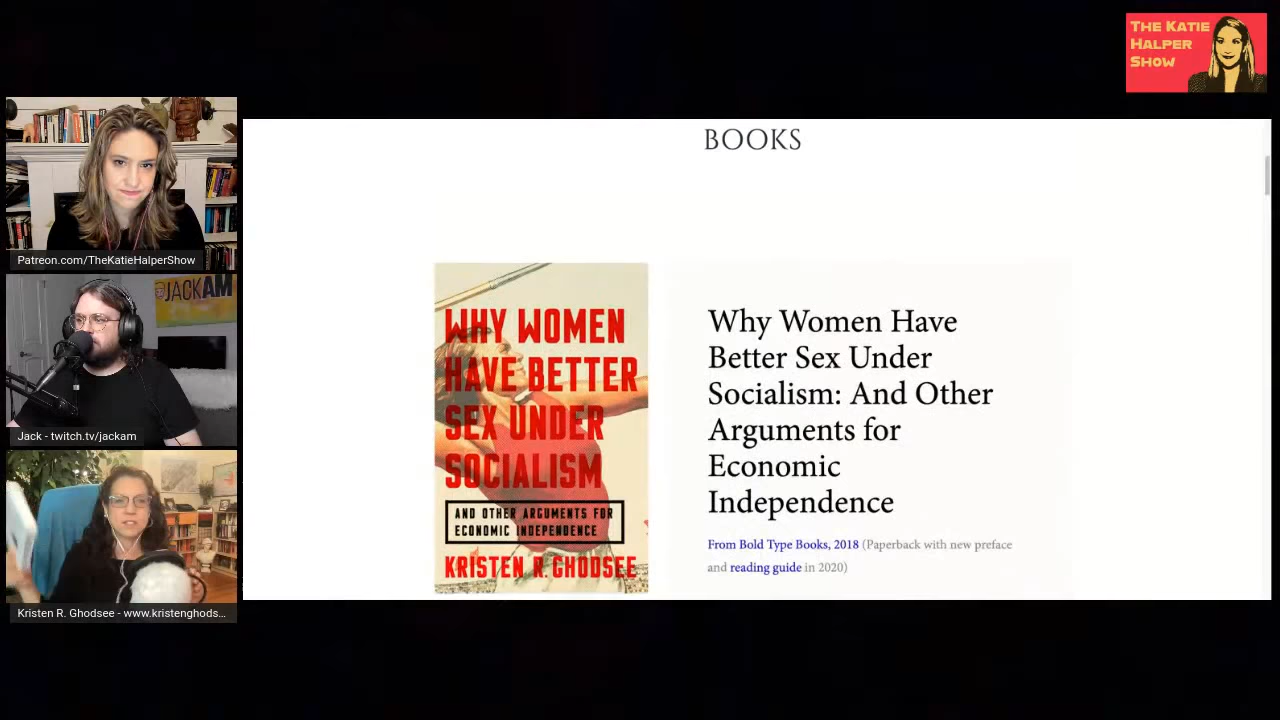 THE KATIE
HALPER
SHOW
BOOKS
Patreon.com/TheKatieHalperShow
JACKAM
Jack - twitch.tv/jackam
Kristen R. Ghodsee - www.kristenghods...
WHY WOMEN
HAVE BETTER
SEX UNDER
SOCIALISM
AND OTHER ARGUMENTS FOR
ECONOMIC INDEPENDENCE
KRISTEN R. GHODSEE
Why Women Have
Better Sex Under
Socialism: And Other
Arguments for
Economic
Independence
From Bold Type Books, 2018 (Paperback with new preface
and reading guide in 2020)